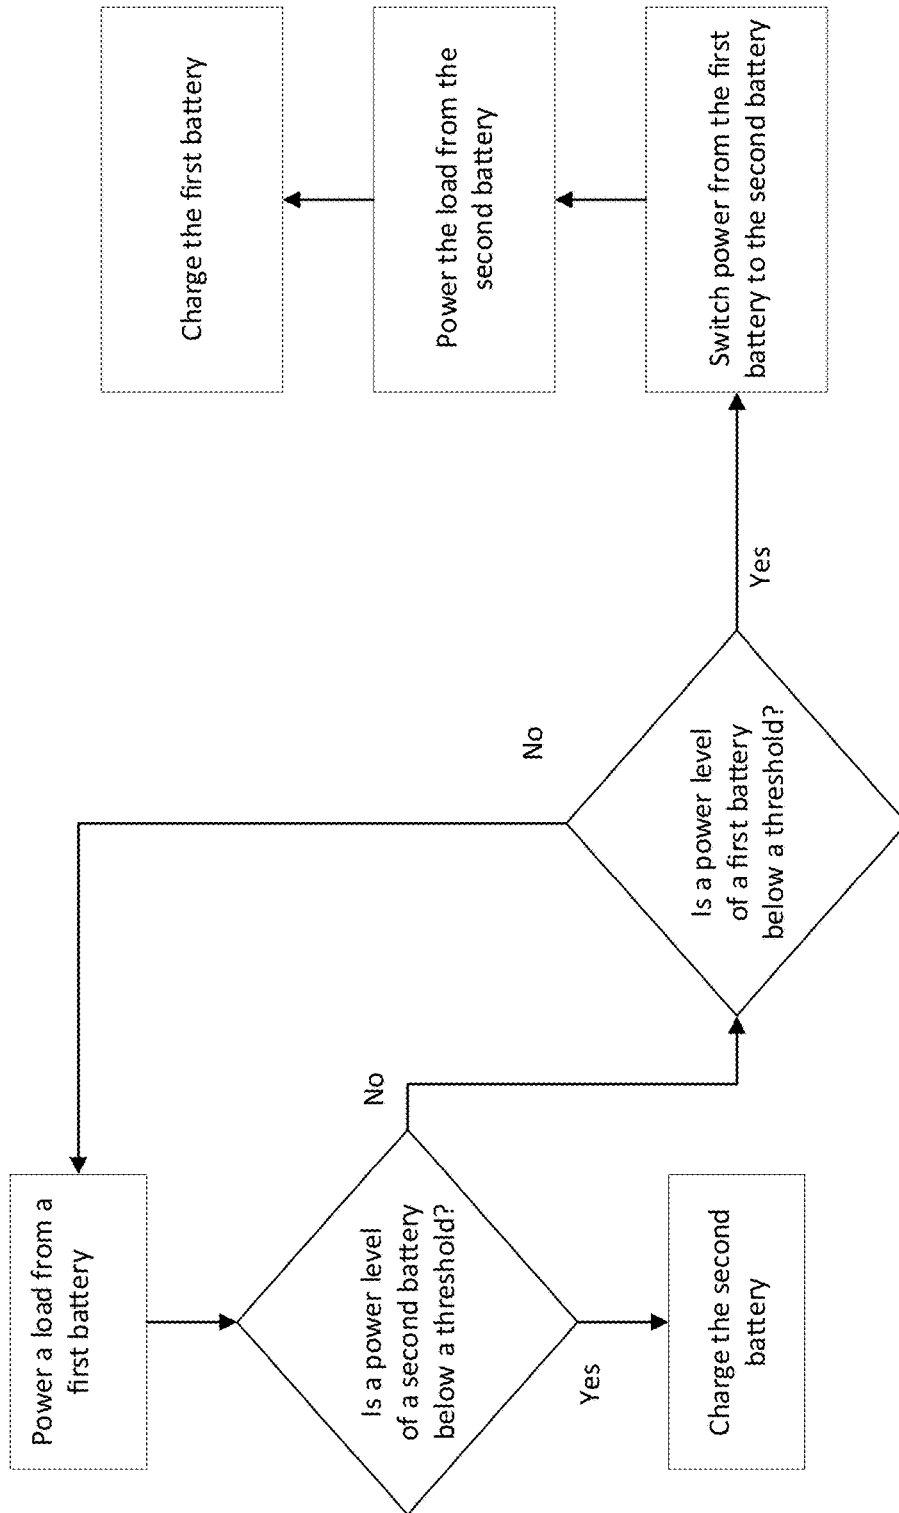 Power a load from a
first battery
Is a power level
of a second battery
below a threshold?
Yes
Charge the second
battery
No
Is a power level
of a first battery
below a threshold?
No
Yes
Switch power from the first
battery to the second battery
Power the load from the
second battery
Charge the first battery